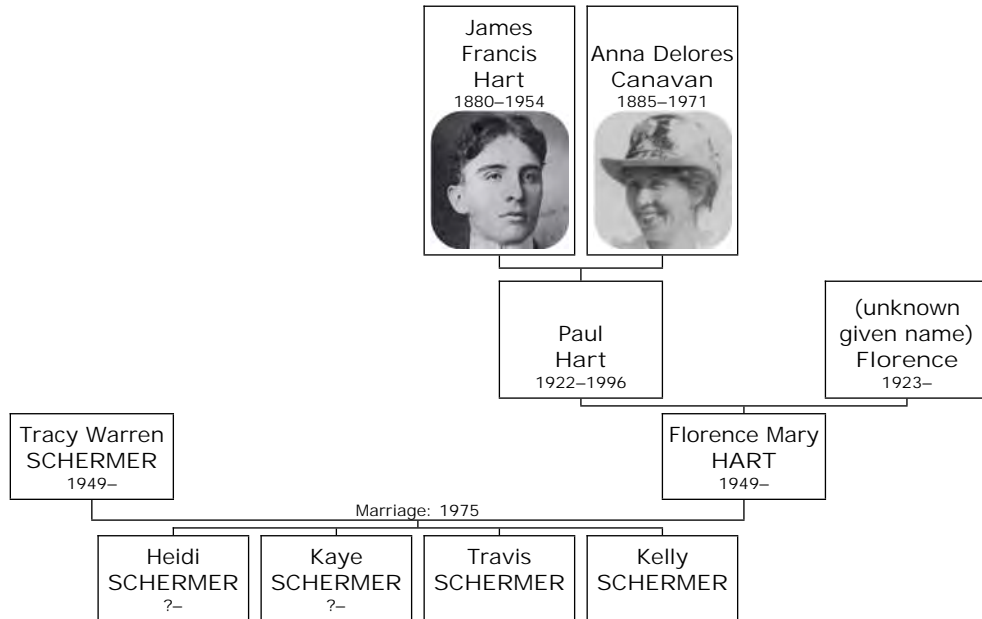 James
Francis
Hart
1880–1954
Anna Delores
Canavan
1885–1971
Paul
Hart
1922–1996
(unknown
given name)
Florence
1923–
Tracy Warren
SCHERMER
1949–
Florence Mary
HART
1949–
Marriage: 1975
Heidi
SCHERMER
?–
Kaye
SCHERMER
?–
Travis
SCHERMER
Kelly
SCHERMER